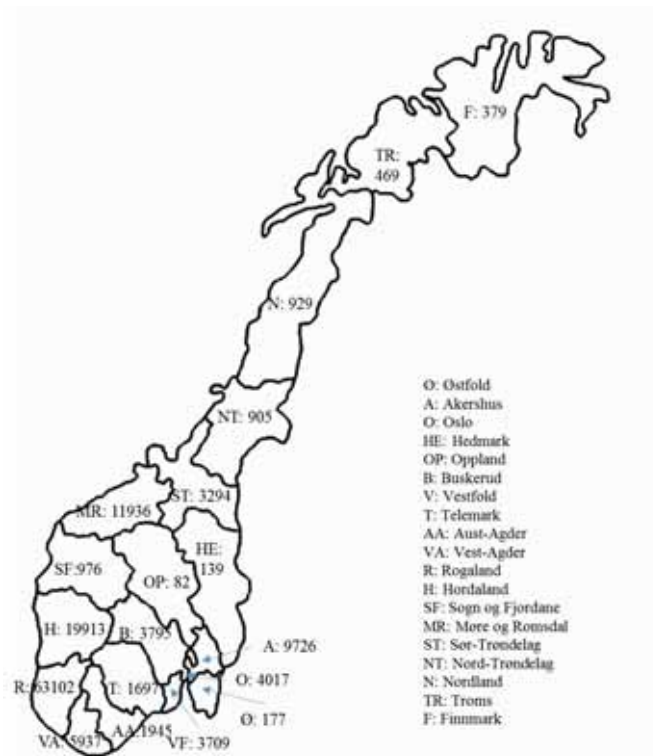 F: 379
TR:
469
N: 929
NT: 905
ST: 3294
MR: 11936
HE:
139
SF:976
OP: 82
H: 19913
B: 3795
A: 9726
R: 63102
T: 1697
O: 4017
Ø: 177
AA:1945
VA: 5937
VF: 3709
Ø: Østfold
A: Akershus
O: Oslo
HE: Hedmark
OP: Oppland
B: Buskerud
V: Vestfold
T: Telemark
AA: Aust-Agder
VA: Vest-Agder
R: Rogaland
H: Hordaland
SF: Sogn og Fjordane
MR: Møre og Romsdal
ST: Sør-Trøndelag
NT: Nord-Trøndelag
N: Nordland
TR: Troms
F: Finnmark